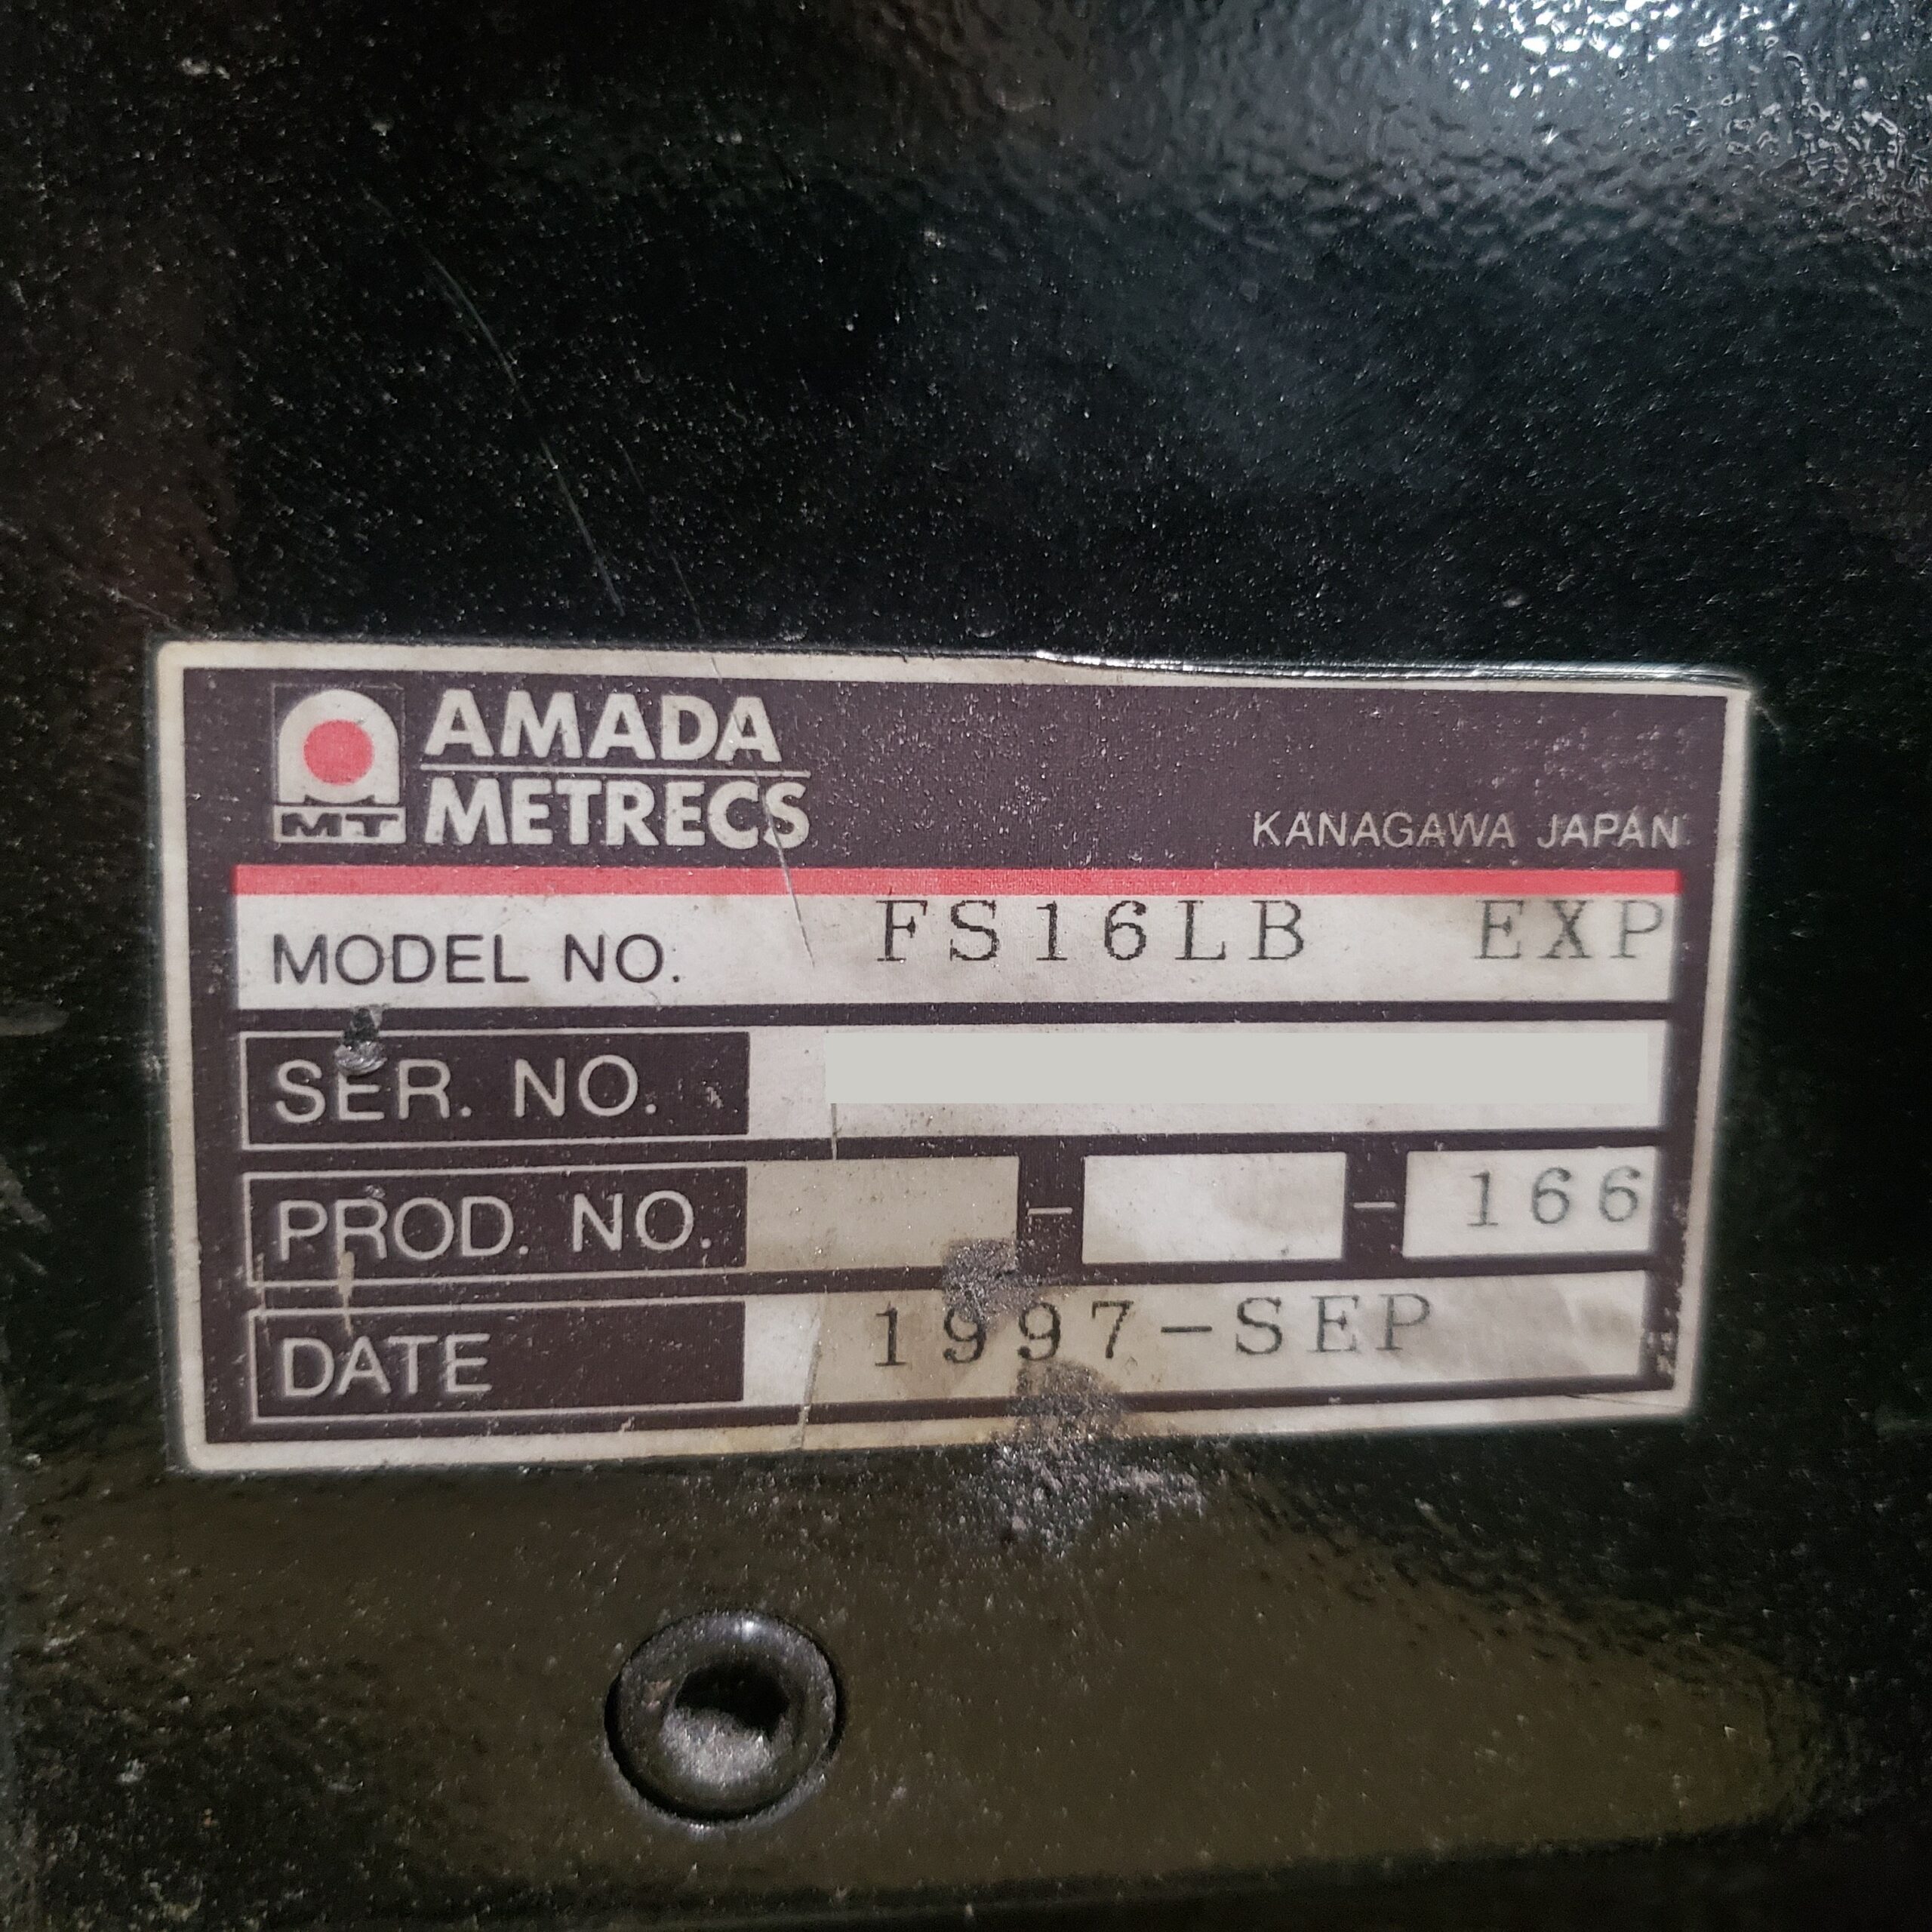 AMADA
METRECS
MT
KANAGAWA JAPAN
MODEL NO. FS16LB EXP
SER. NO.
PROD. NO. - - 166
DATE 1997-SEP